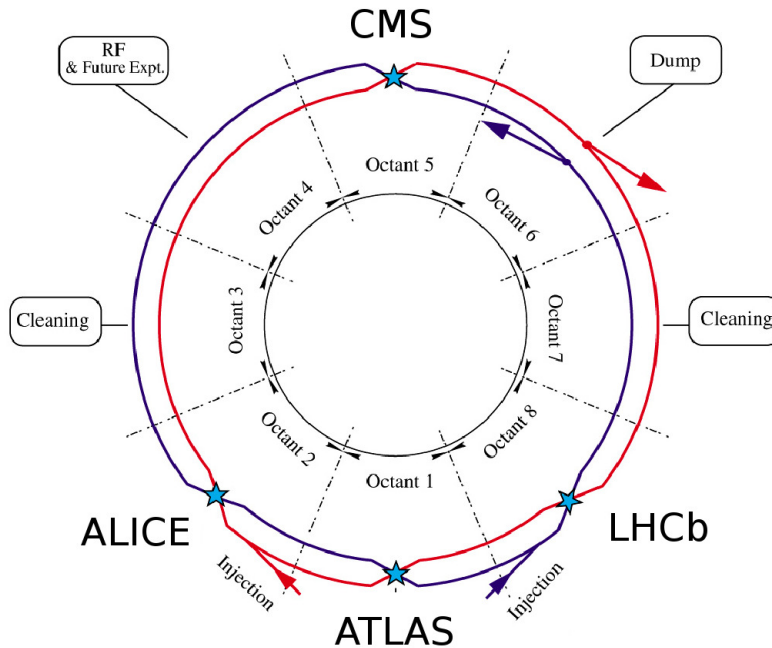 CMS
RF
& Future Expt.
Dump
Octant 5
Octant 4
Octant 6
Octant 3
Octant 7
Cleaning
Cleaning
Octant 2
Octant 8
Octant 1
ALICE
LHCb
Injection
Injection
ATLAS